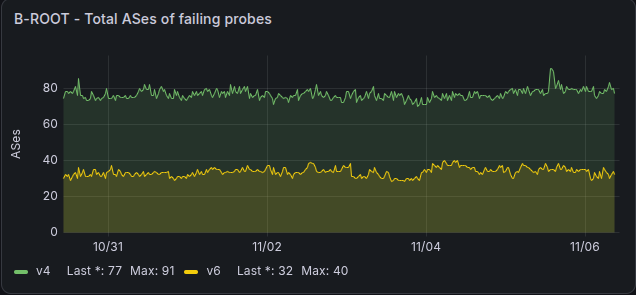 B-ROOT - Total ASes of failing probes
ASes
80
60
40
20
0
10/31 11/02 11/04 11/06
v4 Last *: 77 Max: 91 v6 Last *: 32 Max: 40